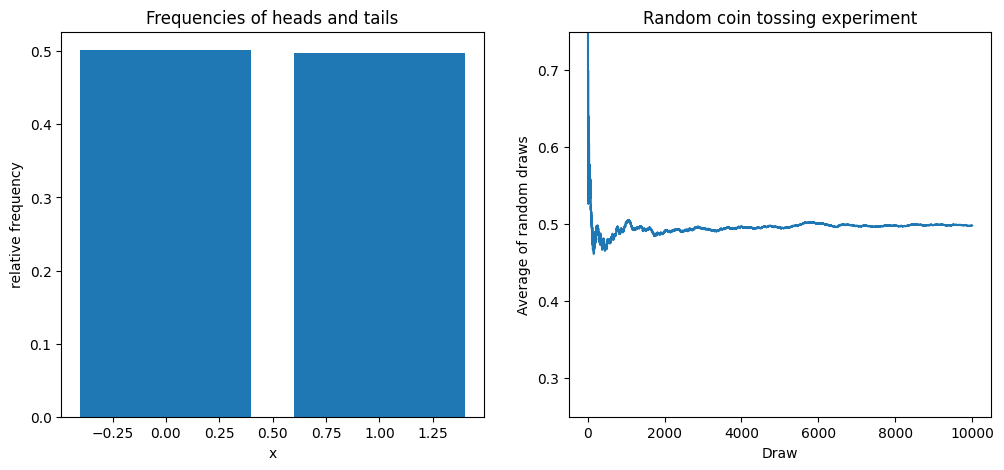 Frequencies of heads and tails
0.5
0.4
0.3
0.2
0.1
0.0
relative frequency
−0.25 0.00 0.25 0.50 0.75 1.00 1.25
x
Random coin tossing experiment
0.7
0.6
0.5
0.4
0.3
Average of random draws
0 2000 4000 6000 8000 10000
Draw